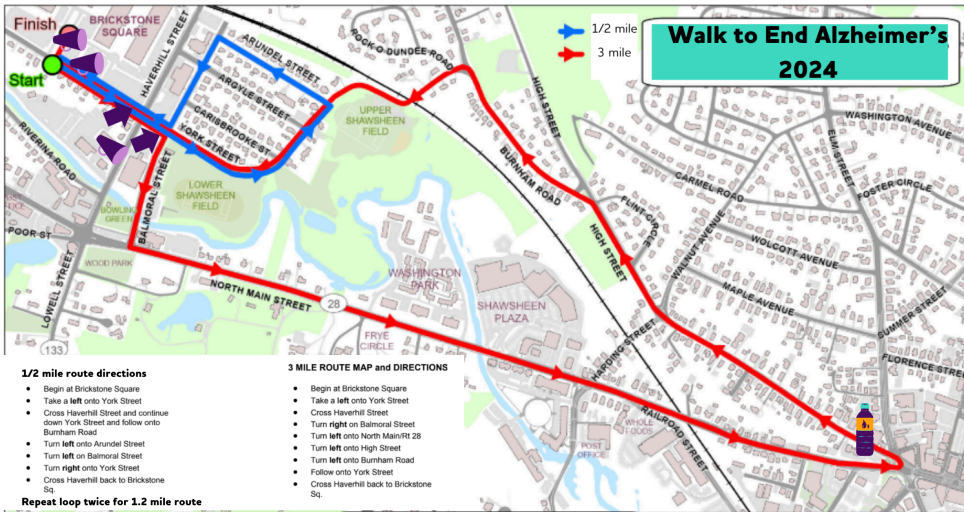 Walk to End Alzheimer's
2024
1/2 mile
3 mile
Finish
Start
BRICKSTONE
SQUARE
HAVERHILL STREET
ARUNDEL STREET
ARGYLE STREET
CARISBROOKE ST
YORK STREET
ROCK O DUNDEE ROAD
UPPER
SHAWSHEEN
FIELD
LOWER
SHAWSHEEN
FIELD
RIVERINA ROAD
BALMORAL STREET
BOWLING
GREEN
POOR ST
WOOD PARK
LOWELL STREET
133
NORTH MAIN STREET
28
WASHINGTON
PARK
FRYE
CIRCLE
SHAWSHEEN
PLAZA
HIGH STREET
BURNHAM ROAD
HIGH STREET
FLINT CIRCLE
CARMEL ROAD
WALNUT AVENUE
WOLCOTT AVENUE
MAPLE AVENUE
ELM STREET
WASHINGTON AVENUE
FOSTER CIRCLE
SUMMER STREET
FLORENCE STREET
HARDING STREET
RAILROAD STREET
WHOLE
FOODS
POST
OFFICE
1/2 mile route directions
• Begin at Brickstone Square
• Take a left onto York Street
• Cross Haverhill Street and continue
down York Street and follow onto
Burnham Road
• Turn left onto Arundel Street
• Turn left on Balmoral Street
• Turn right onto York Street
• Cross Haverhill back to Brickstone
Sq.
Repeat loop twice for 1.2 mile route
3 MILE ROUTE MAP and DIRECTIONS
• Begin at Brickstone Square
• Take a left onto York Street
• Cross Haverhill Street
• Turn right on Balmoral Street
• Turn left onto North Main/Rt 28
• Turn left onto High Street
• Turn left onto Burnham Road
• Follow onto York Street
• Cross Haverhill back to Brickstone
Sq.